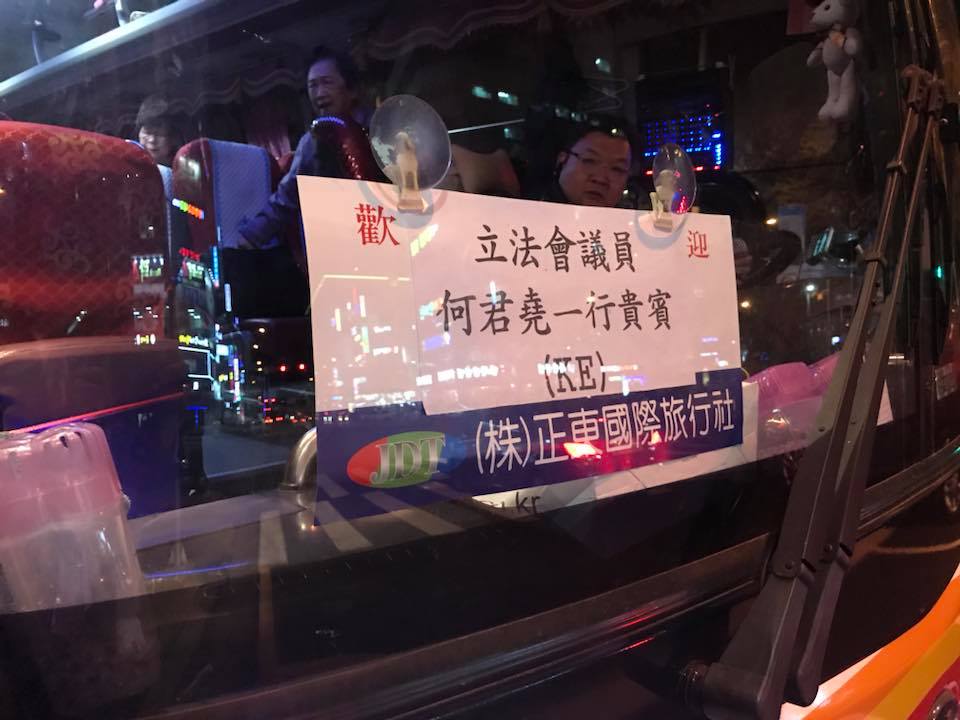 歡 迎
立法會議員
何君堯一行貴賓
(KE)
JDT (株)正東國際旅行社
kr